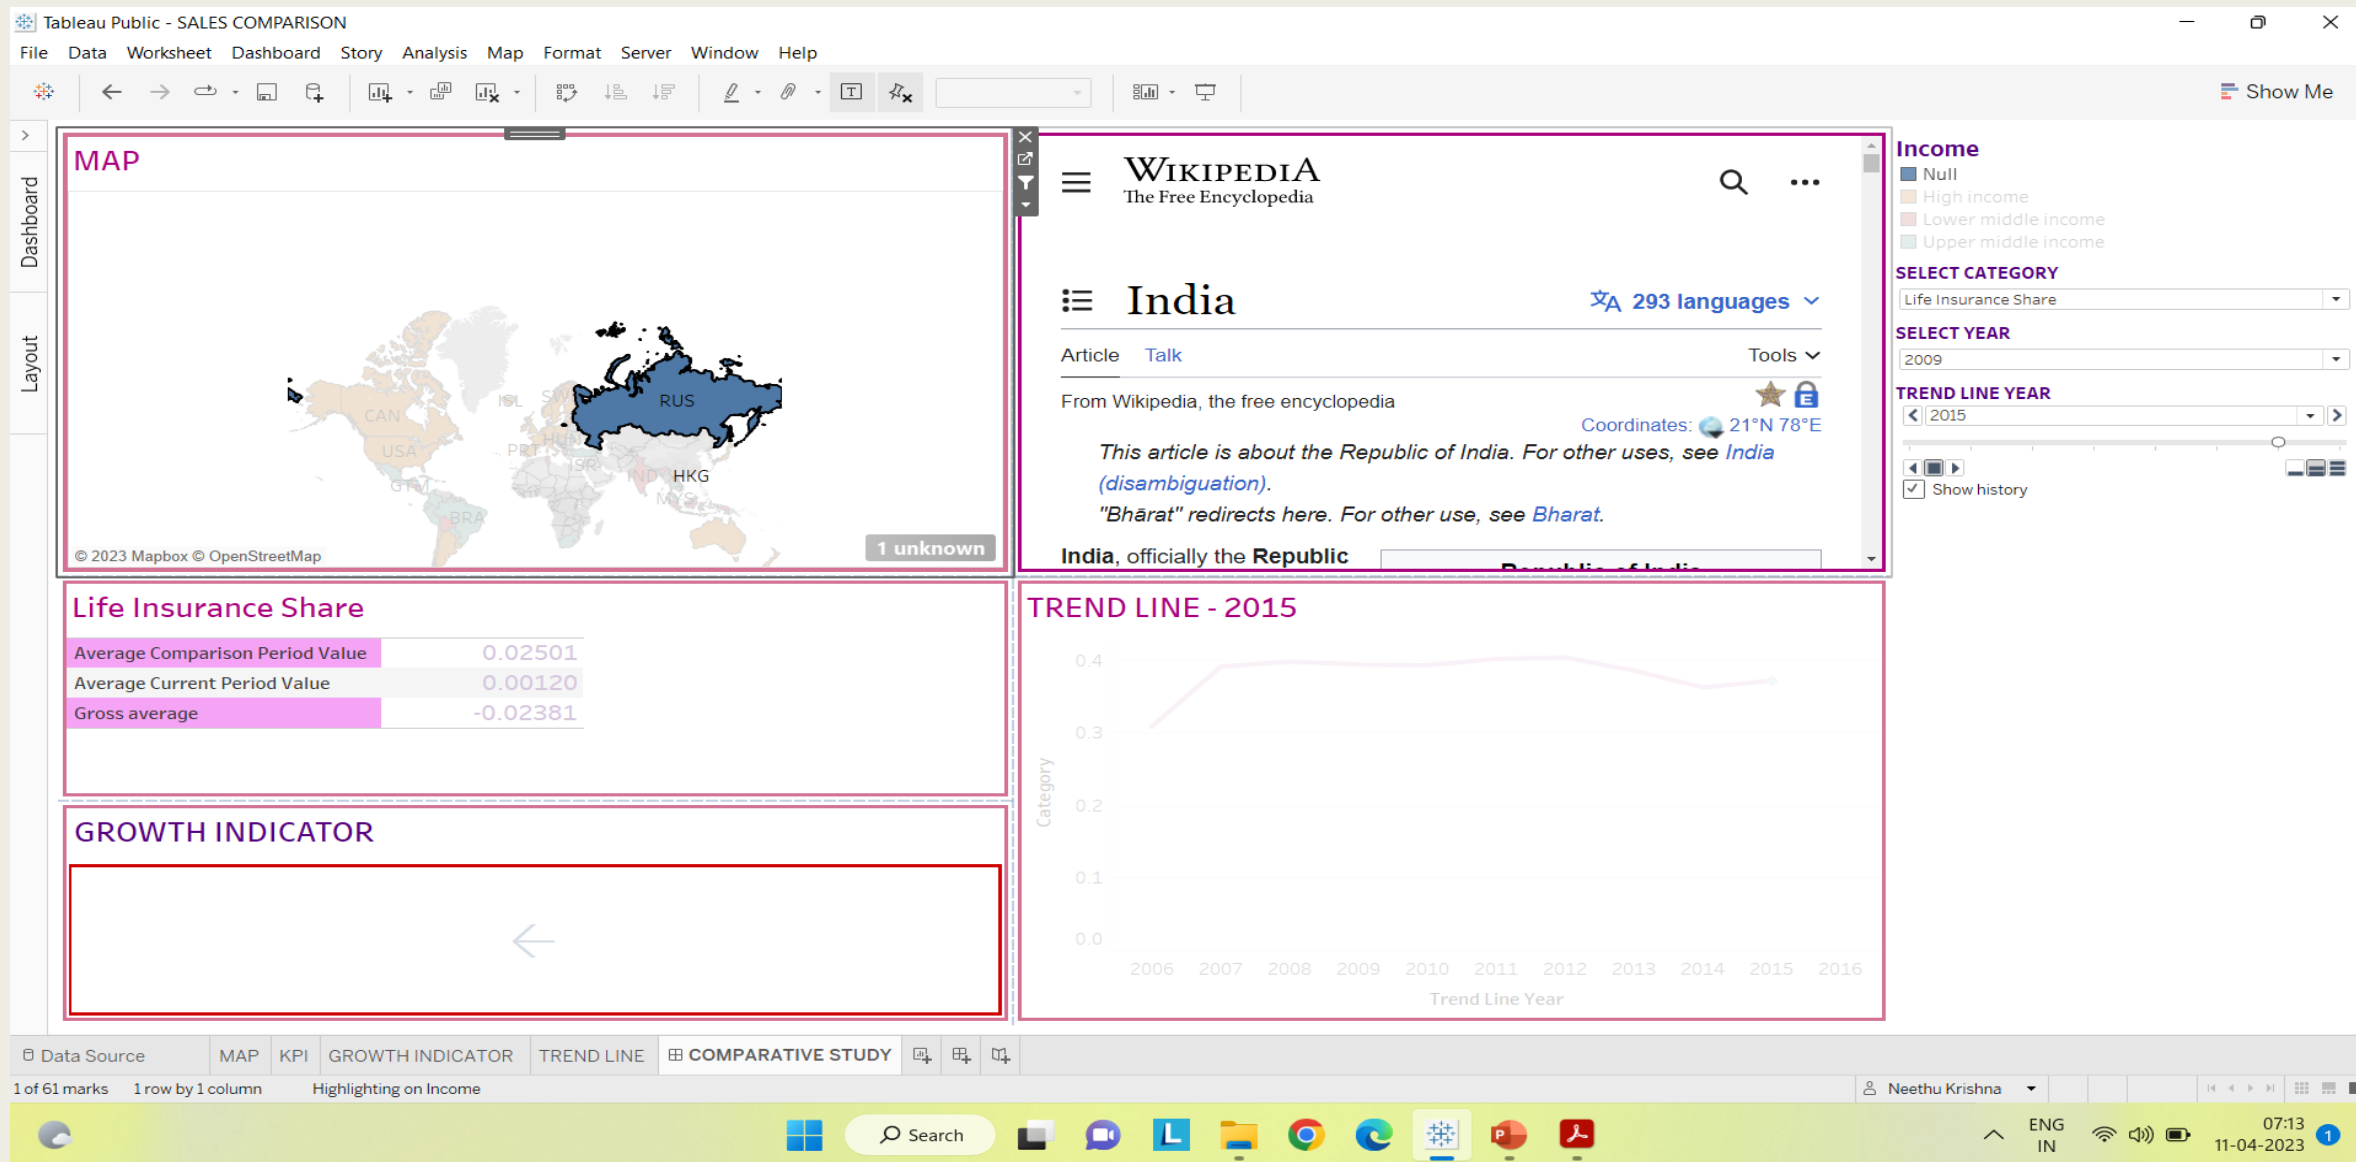 Tableau Public - SALES COMPARISON
File Data Worksheet Dashboard Story Analysis Map Format Server Window Help
Show Me
Dashboard
Layout
MAP
CAN
USA
GTM
BRA
ISL
PRT
HUN
ISR
RUS
IND
HKG
MYS
© 2023 Mapbox © OpenStreetMap
1 unknown
WIKIPEDIA
The Free Encyclopedia
India
293 languages
Article Talk
Tools
From Wikipedia, the free encyclopedia
Coordinates: 21°N 78°E
This article is about the Republic of India. For other uses, see India
(disambiguation).
"Bhārat" redirects here. For other use, see Bharat.
India, officially the Republic
Republic of India
Income
Null
High income
Lower middle income
Upper middle income
SELECT CATEGORY
Life Insurance Share
SELECT YEAR
2009
TREND LINE YEAR
2015
Show history
Life Insurance Share
Average Comparison Period Value 0.02501
Average Current Period Value 0.00120
Gross average -0.02381
GROWTH INDICATOR
TREND LINE - 2015
Category
0.4
0.3
0.2
0.1
0.0
2006 2007 2008 2009 2010 2011 2012 2013 2014 2015 2016
Trend Line Year
Data Source MAP KPI GROWTH INDICATOR TREND LINE COMPARATIVE STUDY
1 of 61 marks 1 row by 1 column Highlighting on Income
Neethu Krishna
Search
ENG
IN
07:13
11-04-2023
1